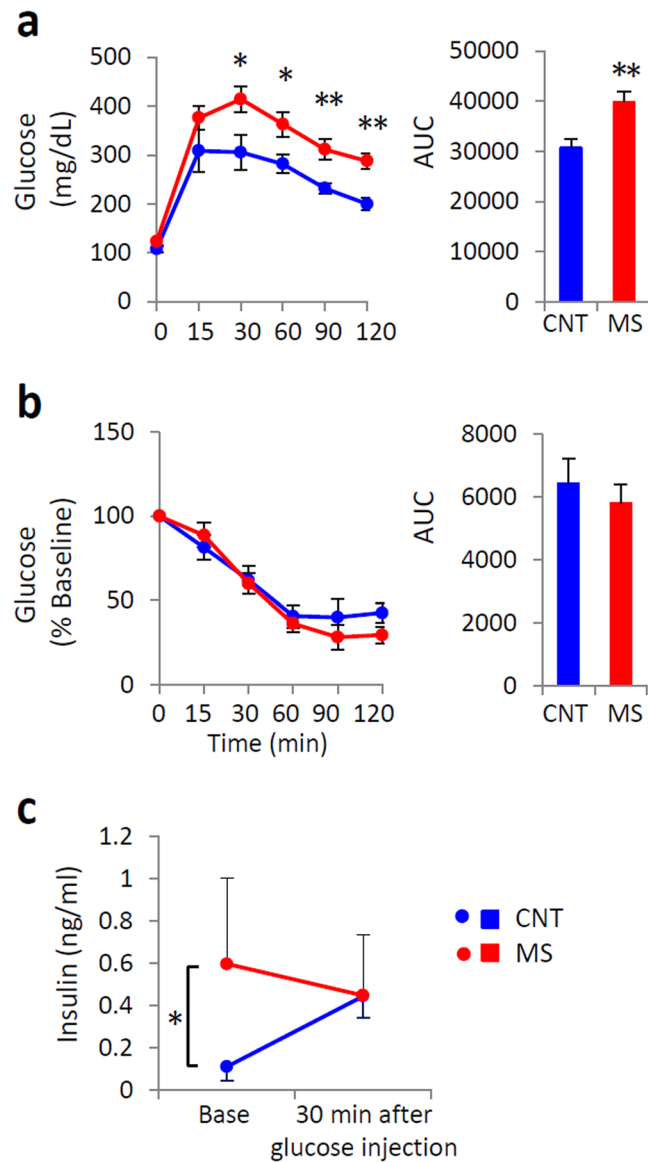 a
Glucose
(mg/dL)
500
400
300
200
100
0
*
*
**
**
0 15 30 60 90 120
AUC
50000
40000
30000
20000
10000
0
**
CNT MS
b
Glucose
(% Baseline)
150
100
50
0
0 15 30 60 90 120
Time (min)
AUC
8000
6000
4000
2000
0
CNT MS
c
Insulin (ng/ml)
1.2
1
0.8
0.6
0.4
0.2
0
*
Base
30 min after
glucose injection
CNT
MS